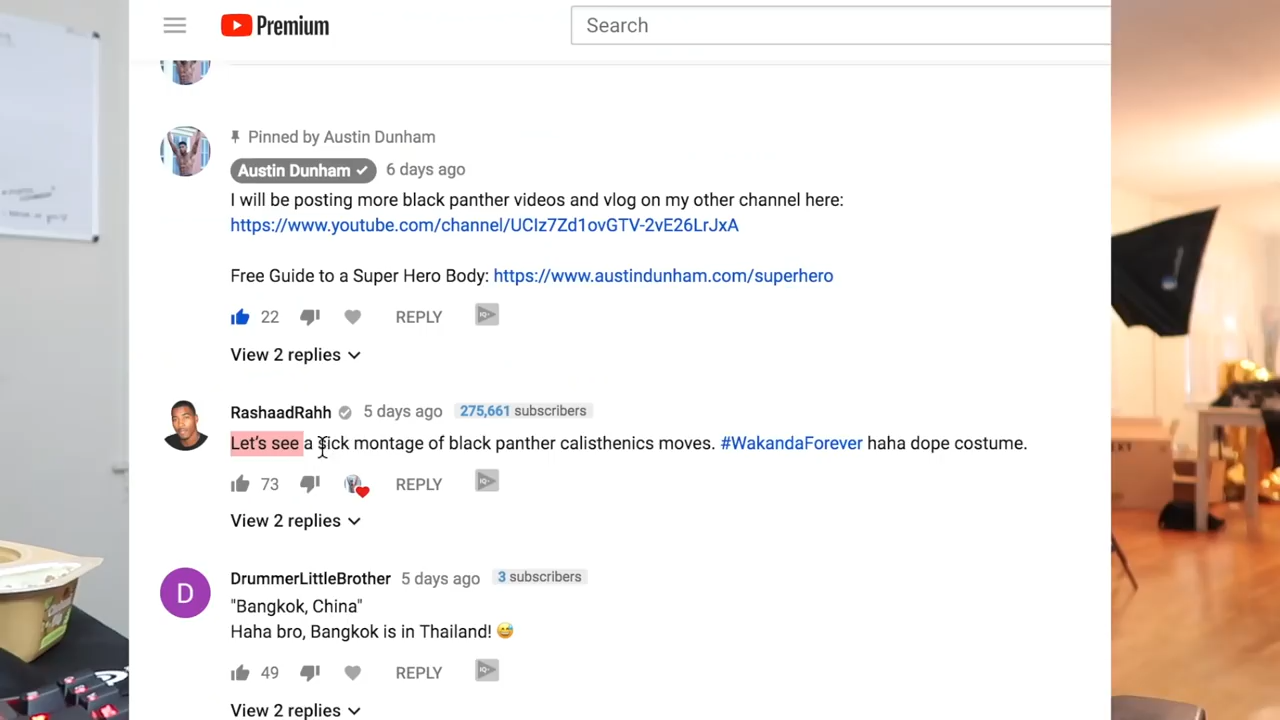 Premium
Search
Pinned by Austin Dunham
Austin Dunham 6 days ago
I will be posting more black panther videos and vlog on my other channel here:
https://www.youtube.com/channel/UCIz7Zd1ovGTV-2vE26LrJxA
Free Guide to a Super Hero Body: https://www.austindunham.com/superhero
22 REPLY IQ
View 2 replies
RashaadRahh 5 days ago 275,661 subscribers
Let's see a sick montage of black panther calisthenics moves. #WakandaForever haha dope costume.
73 REPLY IQ
View 2 replies
D
DrummerLittleBrother 5 days ago 3 subscribers
"Bangkok, China"
Haha bro, Bangkok is in Thailand! 😅
49 REPLY IQ
View 2 replies